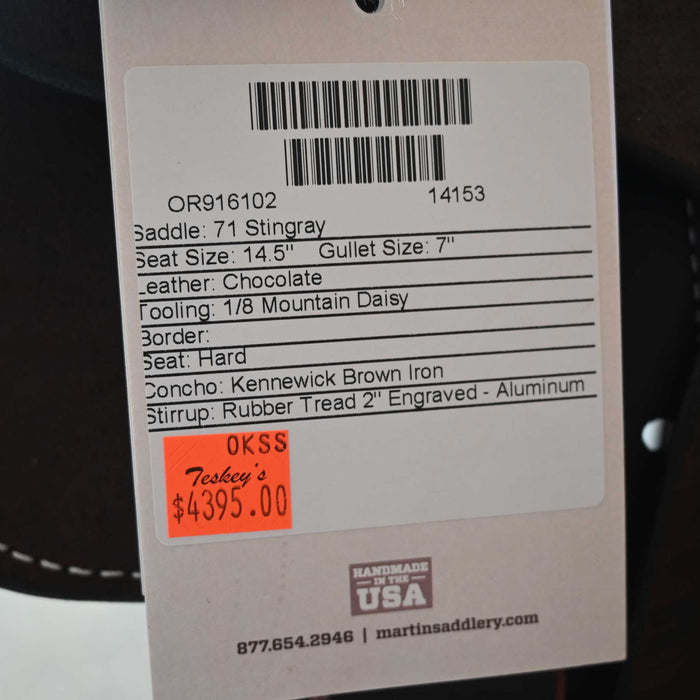 OR916102 14153
Saddle: 71 Stingray
Seat Size: 14.5" Gullet Size: 7"
Leather: Chocolate
Tooling: 1/8 Mountain Daisy
Border:
Seat: Hard
Concho: Kennewick Brown Iron
Stirrup: Rubber Tread 2" Engraved - Aluminum
OKSS
Teskey's
$4395.00
HANDMADE
IN THE
USA
877.654.2946 | martinsaddlery.com